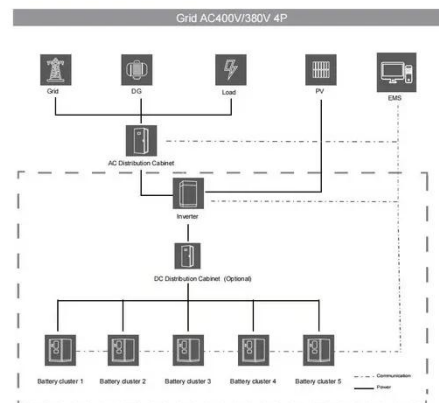 Grid AC400V/380V 4P
Grid
DG
Load
PV
EMS
AC Distribution Cabinet
Inverter
DC Distribution Cabinet (Optional)
Battery cluster 1
Battery cluster 2
Battery cluster 3
Battery cluster 4
Battery cluster 5
Communication
Power